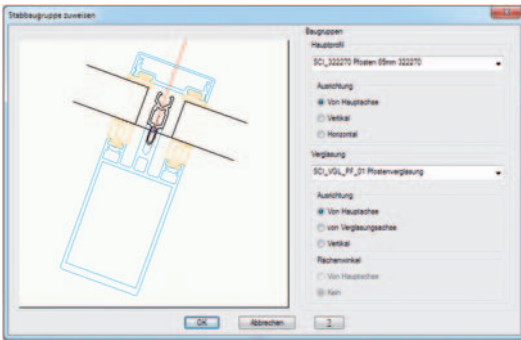 Stabbaugruppe zuweisen
Baugruppen
Hauptprofil
SCI_322270 Pfosten 85mm 322270
Ausrichtung
Von Hauptachse
Vertikal
Horizontal
Verglasung
SCI_VGL_PF_01 Pfostenverglasung
Ausrichtung
Von Hauptachse
von Verglasungsachse
Vertikal
Flächenwinkel
Von Hauptachse
Kein
OK
Abbrechen
?